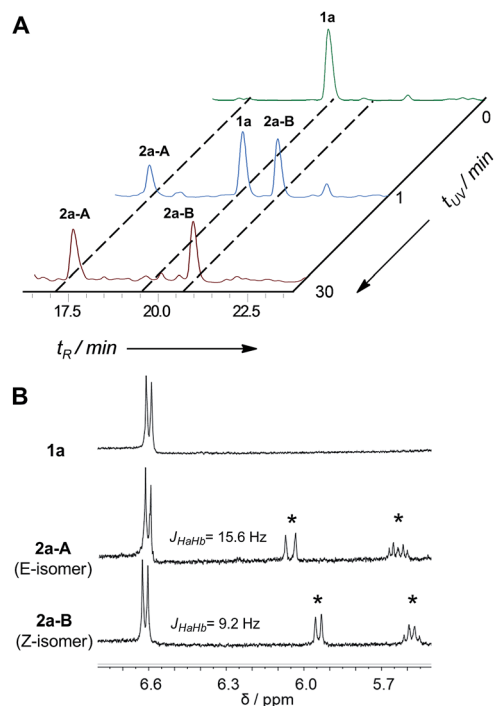 A
1a
0
2a-A
1a
2a-B
1
t_UV / min
2a-A
2a-B
30
17.5 20.0 22.5
t_R / min
B
1a
2a-A
(E-isomer)
J_HaHb= 15.6 Hz
*
*
2a-B
(Z-isomer)
J_HaHb= 9.2 Hz
*
*
6.6 6.3 6.0 5.7
δ / ppm